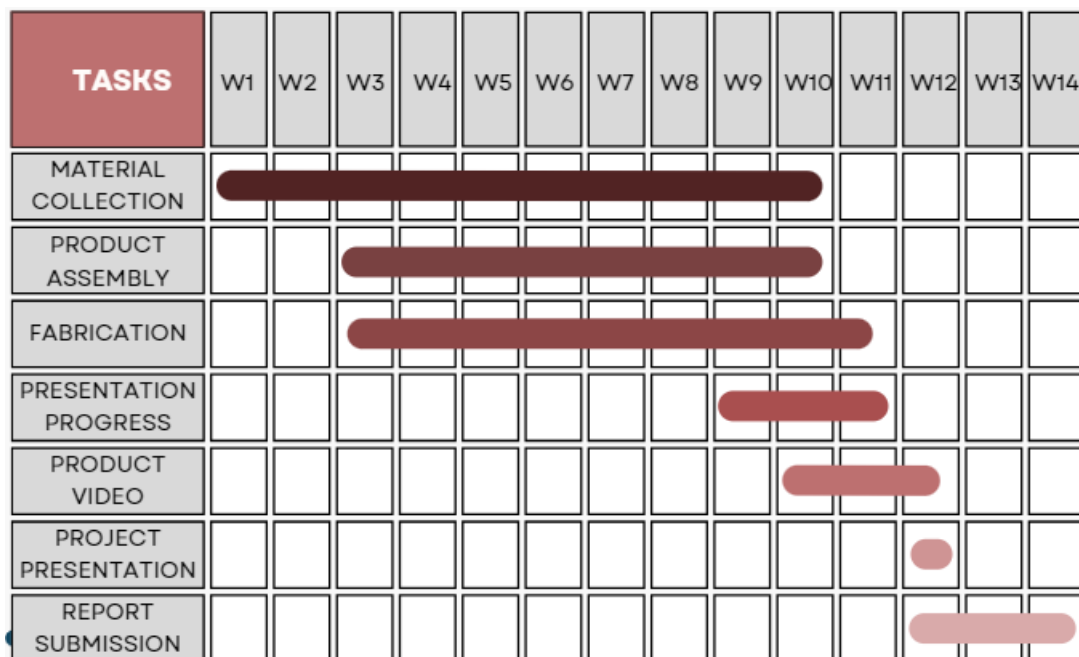 TASKS W1 W2 W3 W4 W5 W6 W7 W8 W9 W10 W11 W12 W13 W14
MATERIAL
COLLECTION
PRODUCT
ASSEMBLY
FABRICATION
PRESENTATION
PROGRESS
PRODUCT
VIDEO
PROJECT
PRESENTATION
REPORT
SUBMISSION